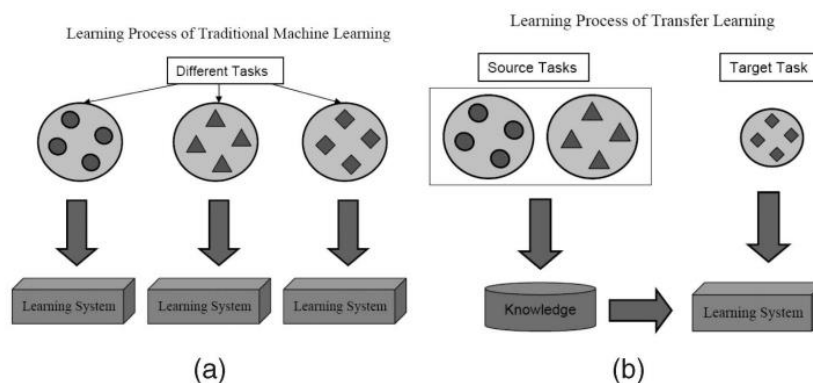 Learning Process of Traditional Machine Learning
Different Tasks
Learning System
Learning System
Learning System
(a)
Learning Process of Transfer Learning
Source Tasks
Target Task
Knowledge
Learning System
(b)